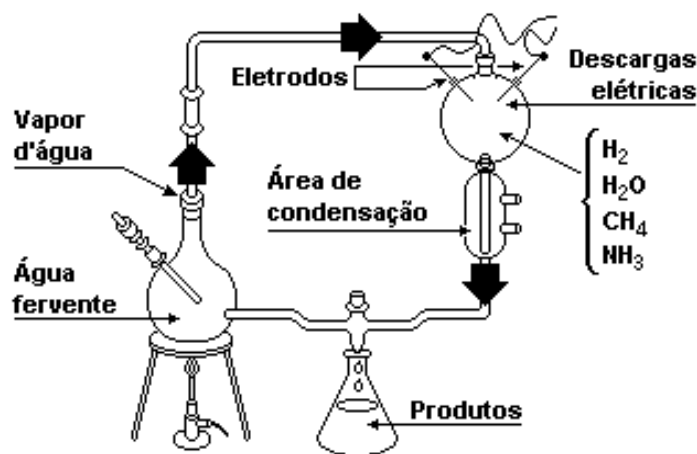 Eletrodos
Descargas
elétricas
Vapor
d'água
H₂
H₂O
CH₄
NH₃
Área de
condensação
Água
fervente
Produtos